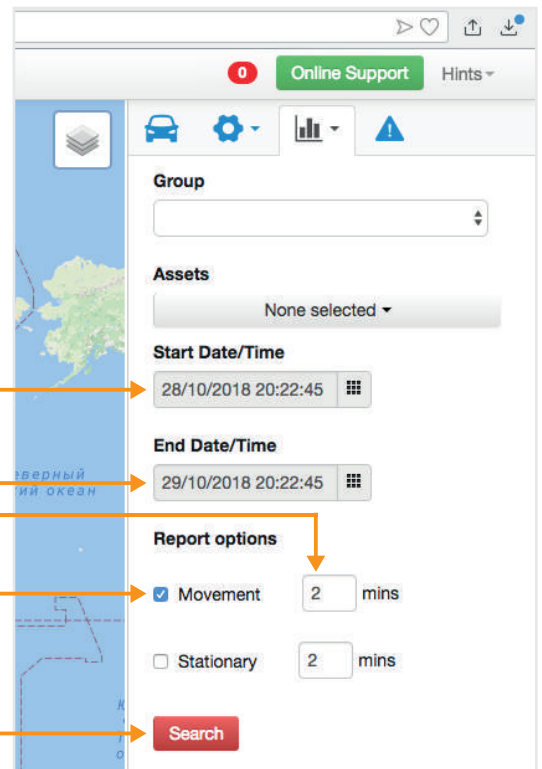 0 Online Support Hints
Group
Assets
None selected
Start Date/Time
28/10/2018 20:22:45
End Date/Time
29/10/2018 20:22:45
еверный
ий океан
Report options
Movement 2 mins
Stationary 2 mins
Search